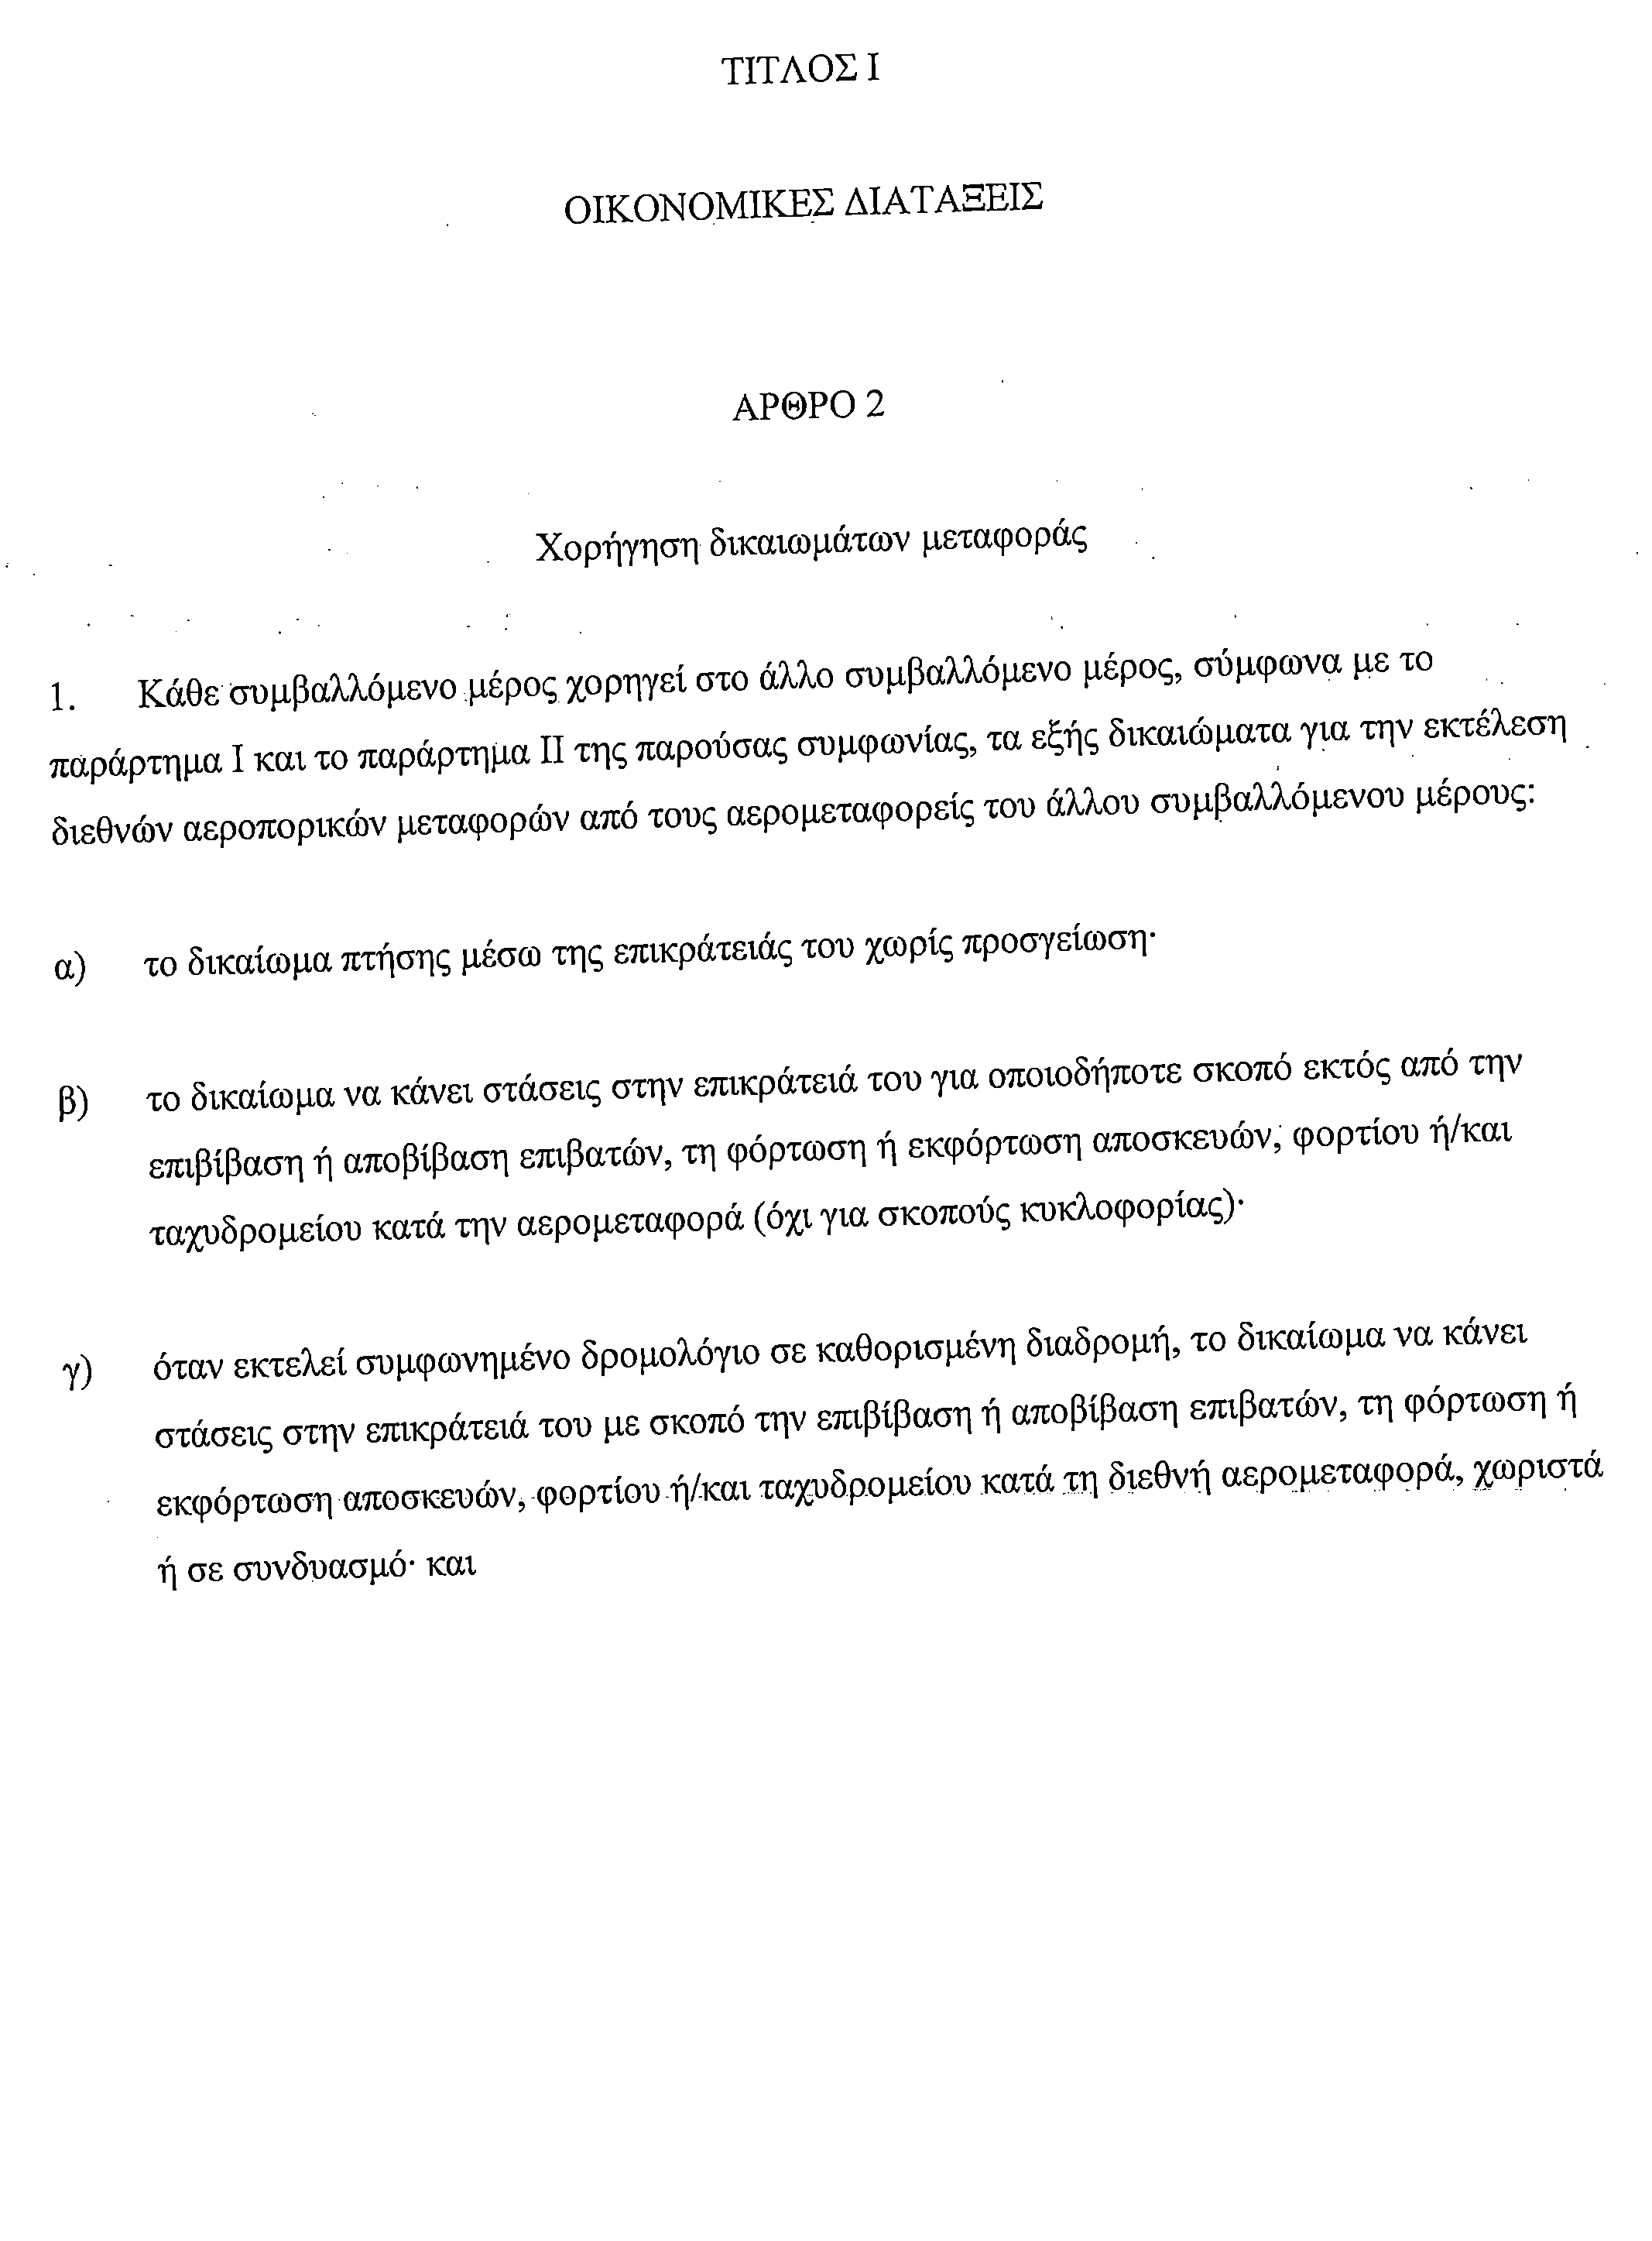 ΤΙΤΛΟΣ Ι
ΟΙΚΟΝΟΜΙΚΕΣ ΔΙΑΤΑΞΕΙΣ
ΑΡΘΡΟ 2
Χορήγηση δικαιωμάτων μεταφοράς
1. Κάθε συμβαλλόμενο μέρος χορηγεί στο άλλο συμβαλλόμενο μέρος, σύμφωνα με το
παράρτημα Ι και το παράρτημα ΙΙ της παρούσας συμφωνίας, τα εξής δικαιώματα για την εκτέλεση
διεθνών αεροπορικών μεταφορών από τους αερομεταφορείς του άλλου συμβαλλόμενου μέρους:
α) το δικαίωμα πτήσης μέσω της επικράτειάς του χωρίς προσγείωση·
β) το δικαίωμα να κάνει στάσεις στην επικράτειά του για οποιοδήποτε σκοπό εκτός από την
επιβίβαση ή αποβίβαση επιβατών, τη φόρτωση ή εκφόρτωση αποσκευών, φορτίου ή/και
ταχυδρομείου κατά την αερομεταφορά (όχι για σκοπούς κυκλοφορίας)·
γ) όταν εκτελεί συμφωνημένο δρομολόγιο σε καθορισμένη διαδρομή, το δικαίωμα να κάνει
στάσεις στην επικράτειά του με σκοπό την επιβίβαση ή αποβίβαση επιβατών, τη φόρτωση ή
εκφόρτωση αποσκευών, φορτίου ή/και ταχυδρομείου κατά τη διεθνή αερομεταφορά, χωριστά
ή σε συνδυασμό· και